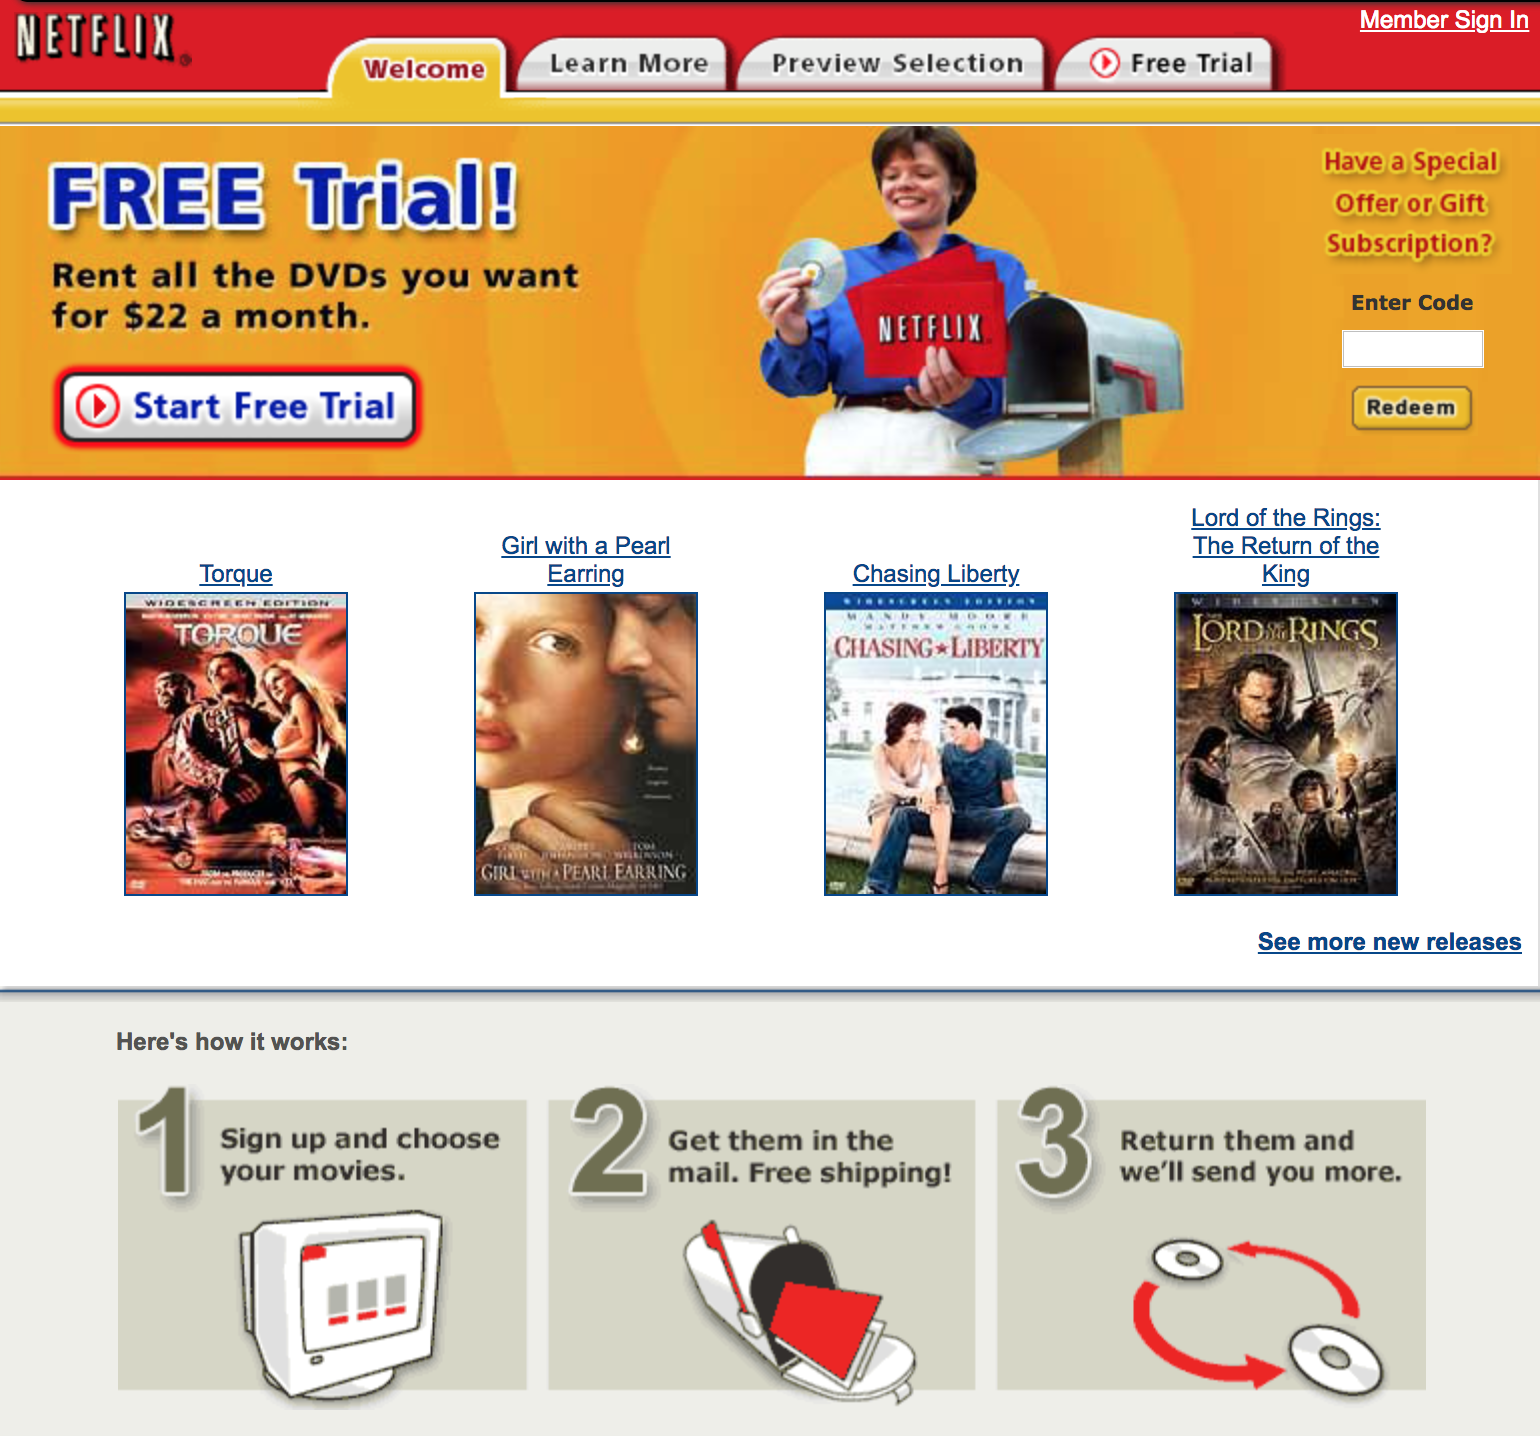 NETFLIX
Member Sign In
Welcome
Learn More
Preview Selection
Free Trial
FREE Trial!
Rent all the DVDs you want
for $22 a month.
Start Free Trial
NETFLIX
Have a Special
Offer or Gift
Subscription?
Enter Code
Redeem
Torque
Girl with a Pearl
Earring
Chasing Liberty
Lord of the Rings:
The Return of the
King
WIDESCREEN EDITION
TORQUE
GIRL WITH A PEARL EARRING
WIDESCREEN EDITION
MANDY MOORE
CHASING★LIBERTY
WIDESCREEN
THE LORD OF THE RINGS
See more new releases
Here's how it works:
1
Sign up and choose
your movies.
2
Get them in the
mail. Free shipping!
3
Return them and
we'll send you more.